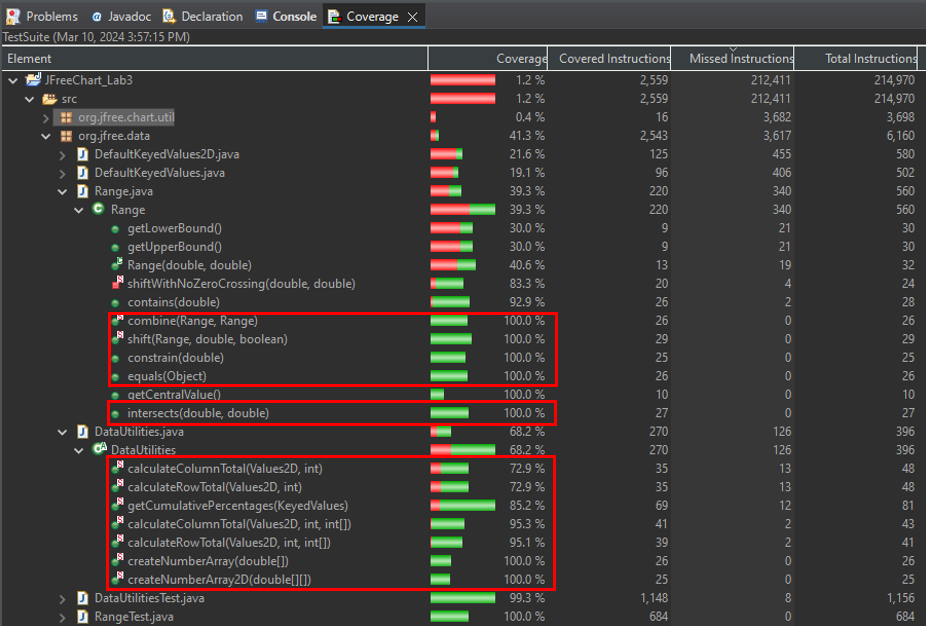 Problems Javadoc Declaration Console Coverage
TestSuite (Mar 10, 2024 3:57:15 PM)
Element Coverage Covered Instructions Missed Instructions Total Instructions
JFreeChart_Lab3 1.2 % 2,559 212,411 214,970
src 1.2 % 2,559 212,411 214,970
org.jfree.chart.util 0.4 % 16 3,682 3,698
org.jfree.data 41.3 % 2,543 3,617 6,160
DefaultKeyedValues2D.java 21.6 % 125 455 580
DefaultKeyedValues.java 19.1 % 96 406 502
Range.java 39.3 % 220 340 560
Range 39.3 % 220 340 560
getLowerBound() 30.0 % 9 21 30
getUpperBound() 30.0 % 9 21 30
Range(double, double) 40.6 % 13 19 32
shiftWithNoZeroCrossing(double, double) 83.3 % 20 4 24
contains(double) 92.9 % 26 2 28
combine(Range, Range) 100.0 % 26 0 26
shift(Range, double, boolean) 100.0 % 29 0 29
constrain(double) 100.0 % 25 0 25
equals(Object) 100.0 % 26 0 26
getCentralValue() 100.0 % 10 0 10
intersects(double, double) 100.0 % 27 0 27
DataUtilities.java 68.2 % 270 126 396
DataUtilities 68.2 % 270 126 396
calculateColumnTotal(Values2D, int) 72.9 % 35 13 48
calculateRowTotal(Values2D, int) 72.9 % 35 13 48
getCumulativePercentages(KeyedValues) 85.2 % 69 12 81
calculateColumnTotal(Values2D, int, int[]) 95.3 % 41 2 43
calculateRowTotal(Values2D, int, int[]) 95.1 % 39 2 41
createNumberArray(double[]) 100.0 % 26 0 26
createNumberArray2D(double[][]) 100.0 % 25 0 25
DataUtilitiesTest.java 99.3 % 1,148 8 1,156
RangeTest.java 100.0 % 684 0 684